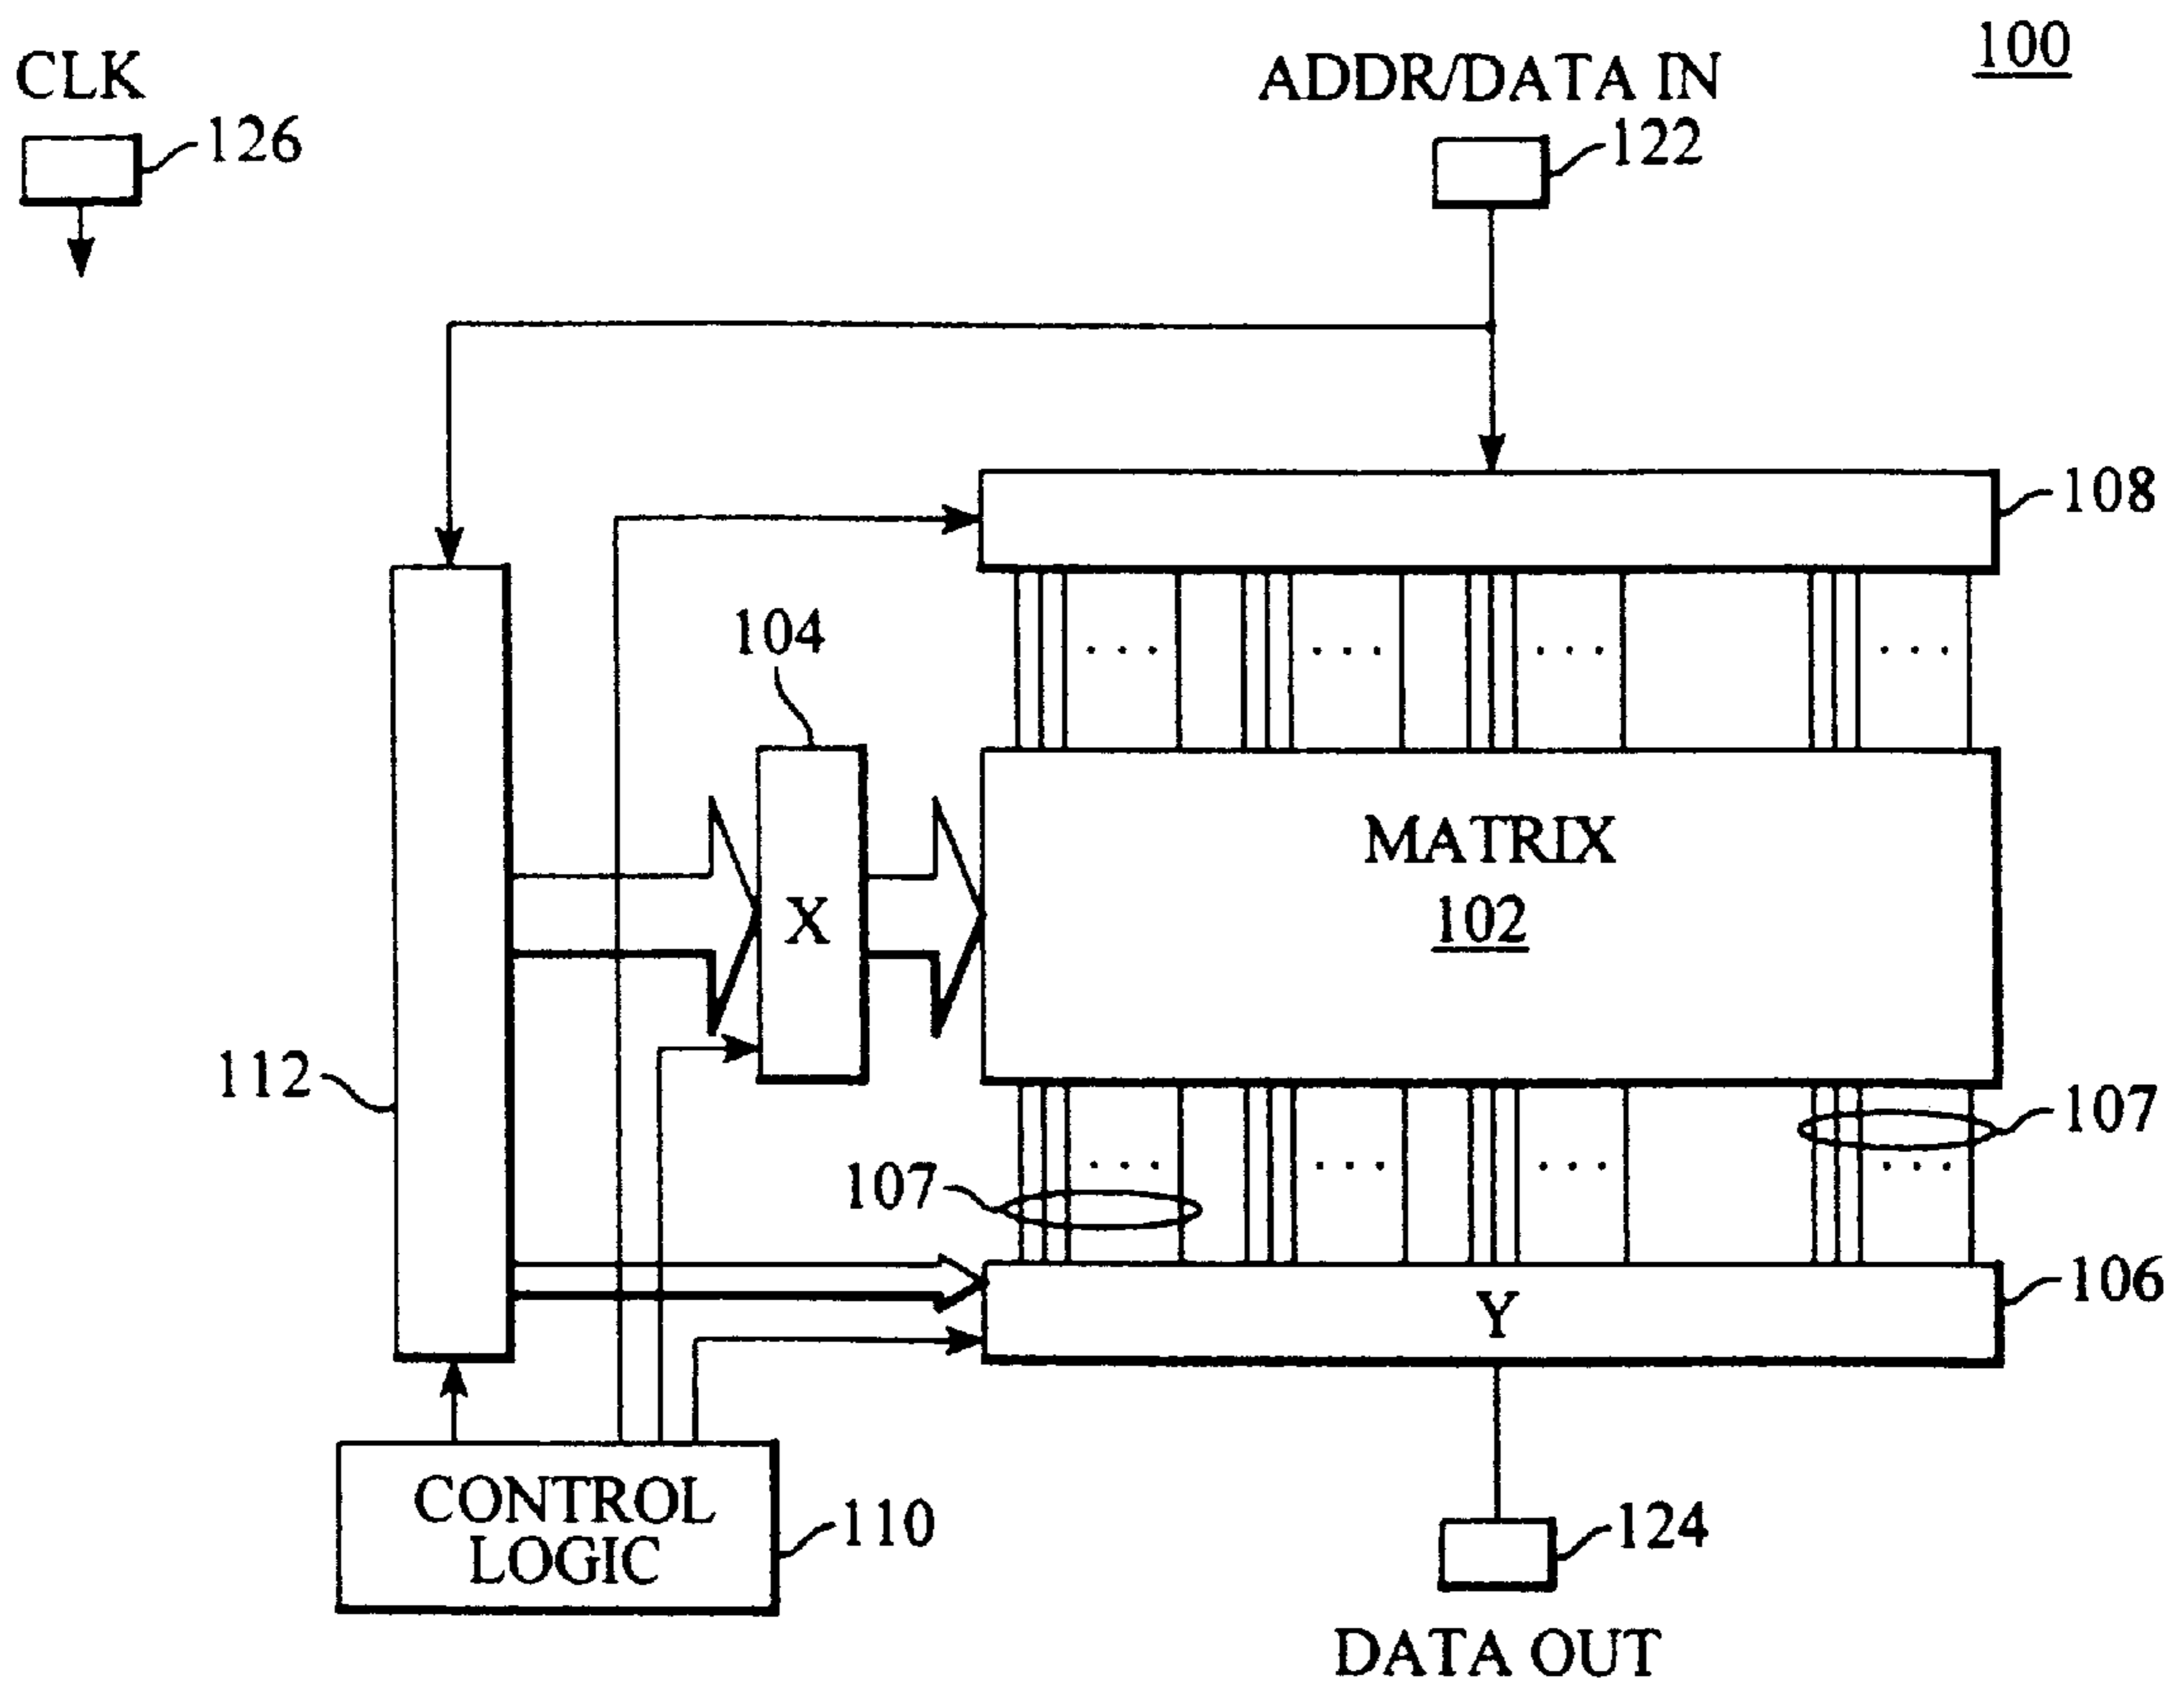 100
CLK
ADDR/DATA IN
126
122
108
104
MATRIX
102
X
112
107
107
106
Y
CONTROL
LOGIC
110
124
DATA OUT